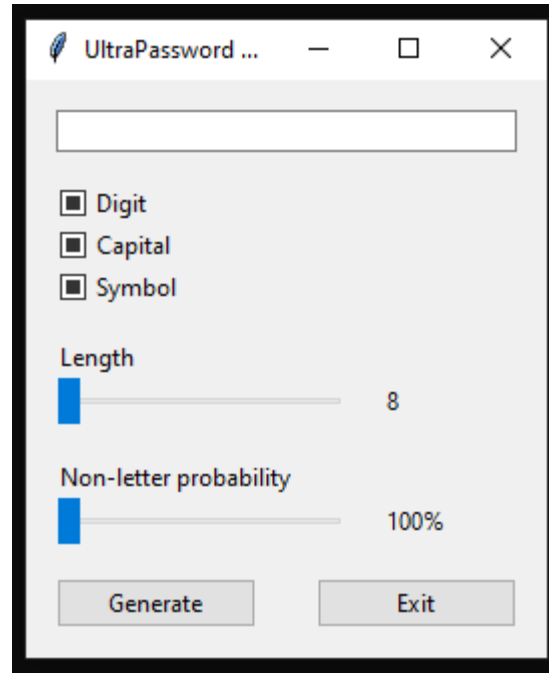 UltraPassword ...
Digit
Capital
Symbol
Length
8
Non-letter probability
100%
Generate Exit